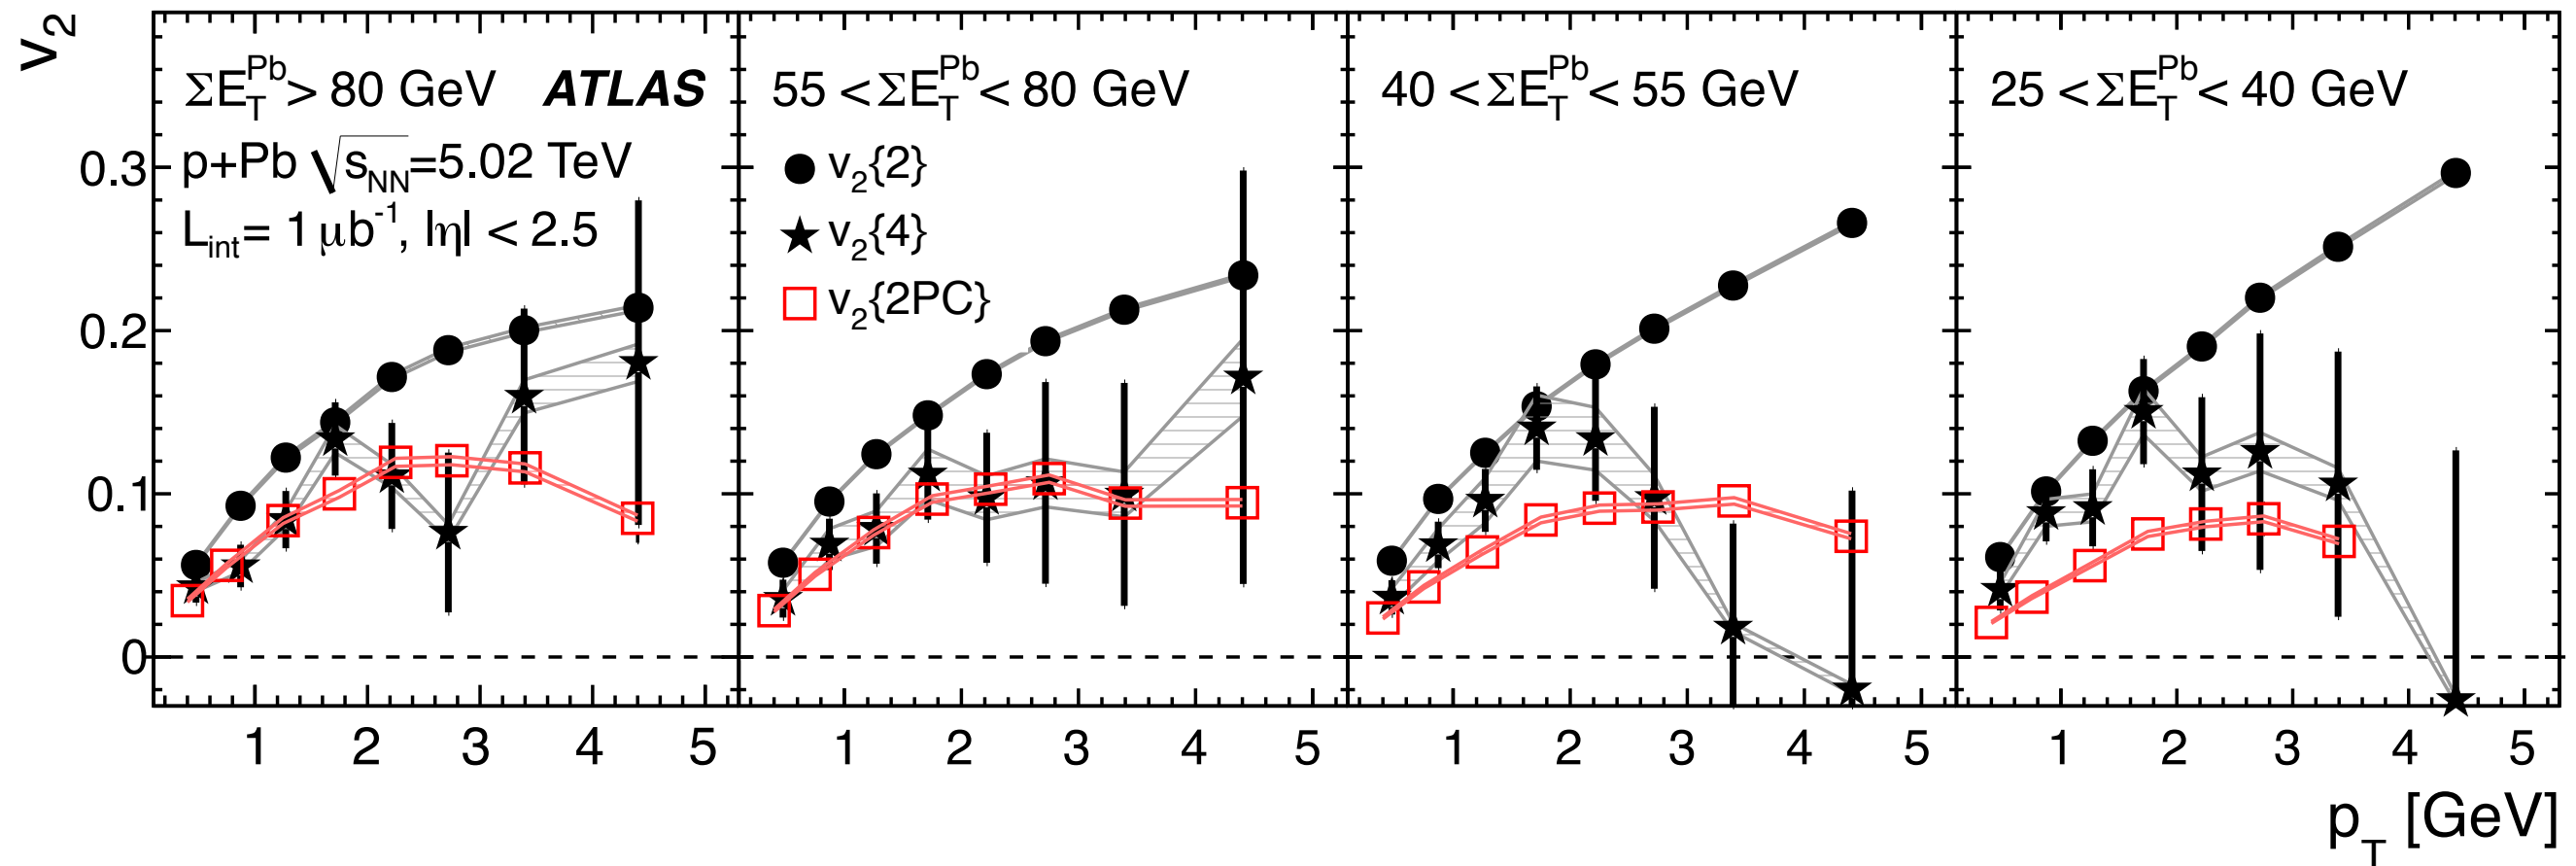 v₂
ΣE_T^Pb > 80 GeV ATLAS
p+Pb √s_NN=5.02 TeV
L_int= 1 μb⁻¹, |η| < 2.5
55 < ΣE_T^Pb < 80 GeV
v₂{2}
v₂{4}
v₂{2PC}
40 < ΣE_T^Pb < 55 GeV
25 < ΣE_T^Pb < 40 GeV
0.3
0.2
0.1
0
1 2 3 4 5 1 2 3 4 5 1 2 3 4 5 1 2 3 4 5
p_T [GeV]